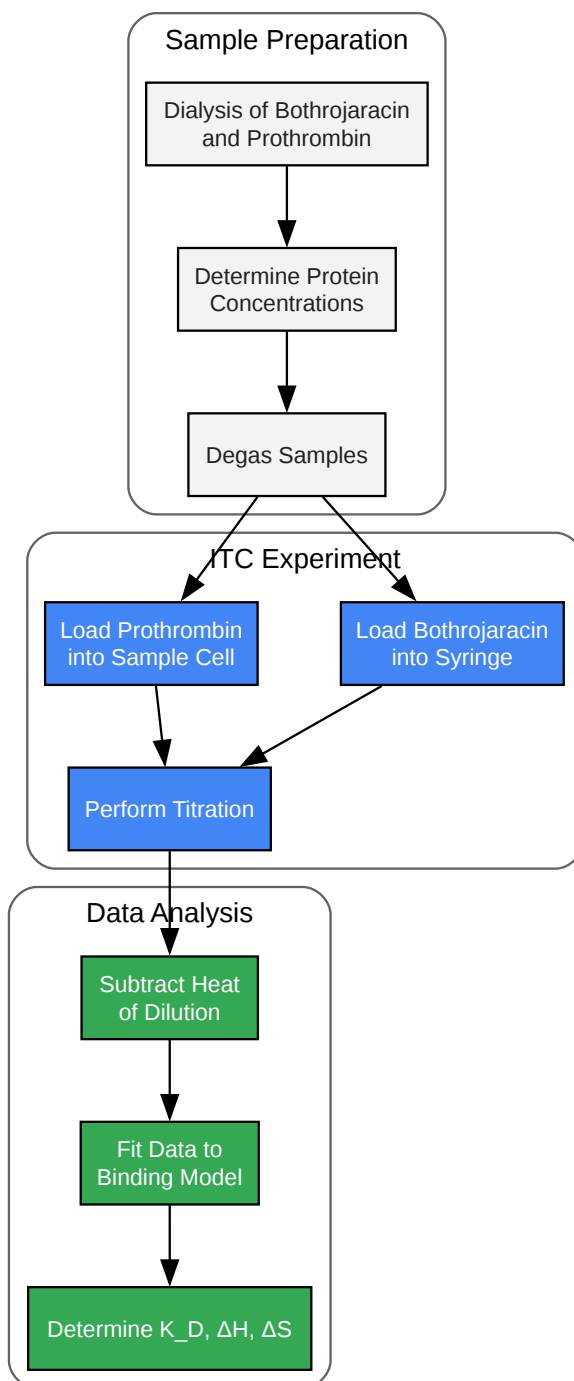 Sample Preparation
Dialysis of Bothrojaracin
and Prothrombin
Determine Protein
Concentrations
Degas Samples
ITC Experiment
Load Prothrombin
into Sample Cell
Load Bothrojaracin
into Syringe
Perform Titration
Data Analysis
Subtract Heat
of Dilution
Fit Data to
Binding Model
Determine K_D, ΔH, ΔS